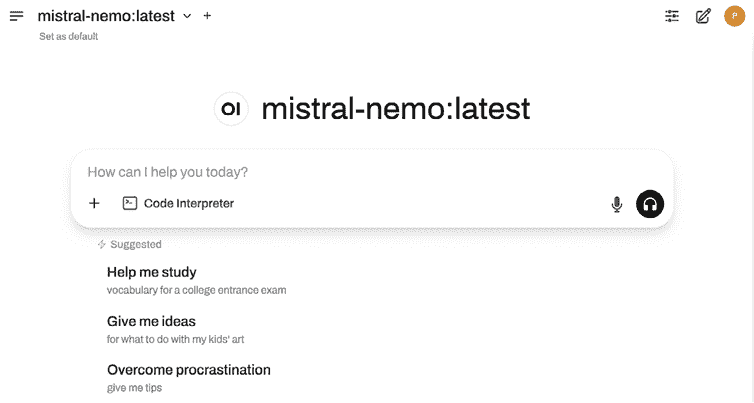 mistral-nemo:latest
P
Set as default
OI mistral-nemo:latest
How can I help you today?
Code Interpreter
Suggested
Help me study
vocabulary for a college entrance exam
Give me ideas
for what to do with my kids' art
Overcome procrastination
give me tips